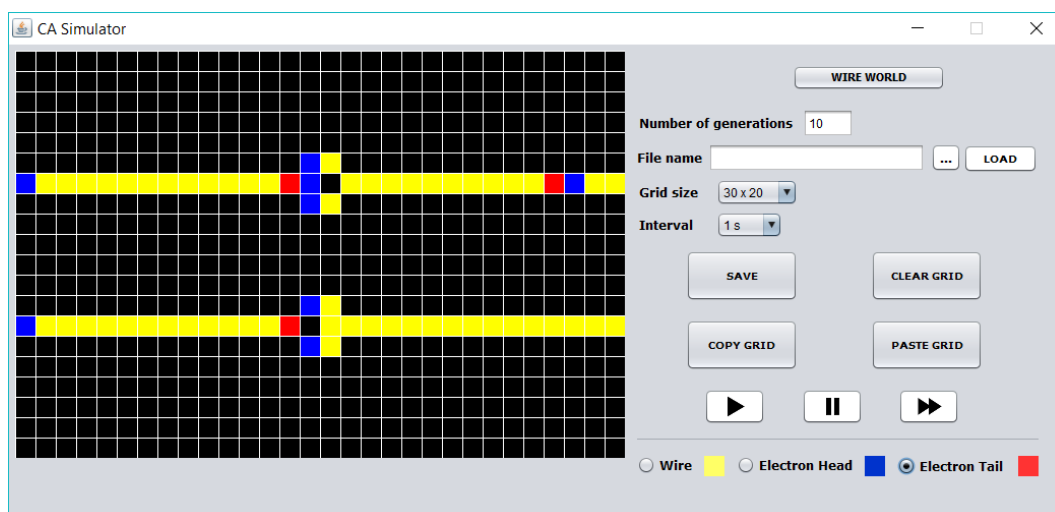 CA Simulator
WIRE WORLD
Number of generations 10
File name ... LOAD
Grid size 30 x 20
Interval 1 s
SAVE CLEAR GRID
COPY GRID PASTE GRID
Wire Electron Head Electron Tail